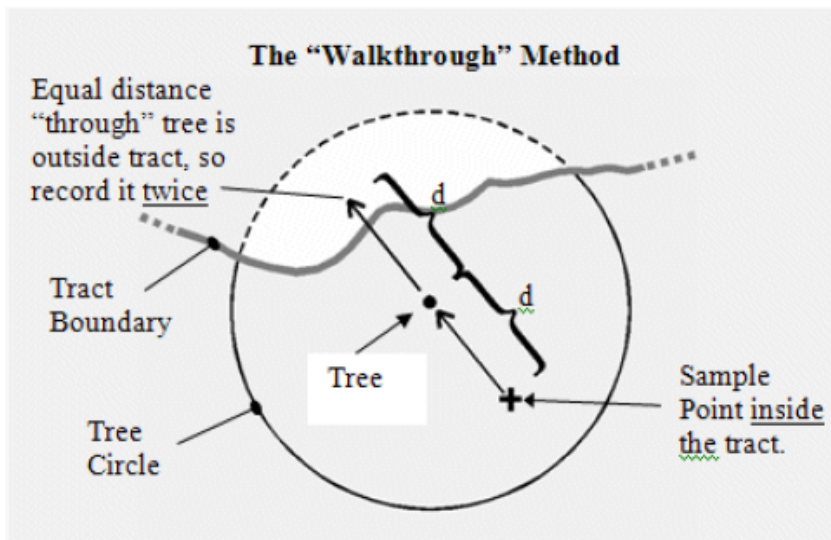 The “Walkthrough” Method
Equal distance
“through” tree is
outside tract, so
record it twice
d
d
Tract
Boundary
Tree
Sample
Point inside
the tract.
Tree
Circle